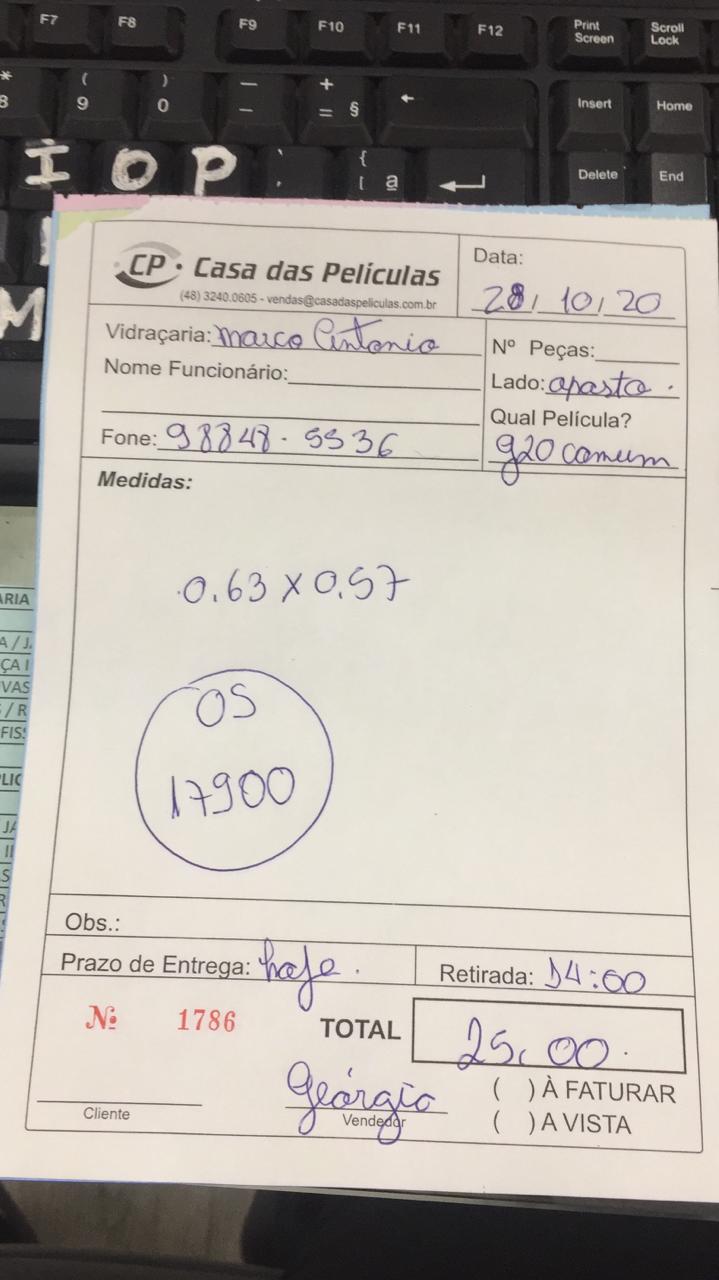 F7 F8 F9 F10 F11 F12 Print Screen Scroll Lock
* 8 ( 9 ) 0 — - + = § ← Insert Home
I O P ` ´ { [ ª Delete End
M
CP Casa das Películas
(48) 3240.0605 - vendas@casadaspeliculas.com.br
Data:
28, 10, 20
Vidraçaria: Marco Antonio
Nº Peças:
Nome Funcionário:
Lado: oposto.
Qual Película?
Fone: 98848-5536
g20 comum
Medidas:
0.63 X 0.57
OS
17900
Obs.:
Prazo de Entrega: hoje.
Retirada: 14:00
Nº 1786
TOTAL 25,00
Geórgia
Cliente
Vendedor
( ) À FATURAR
( ) A VISTA